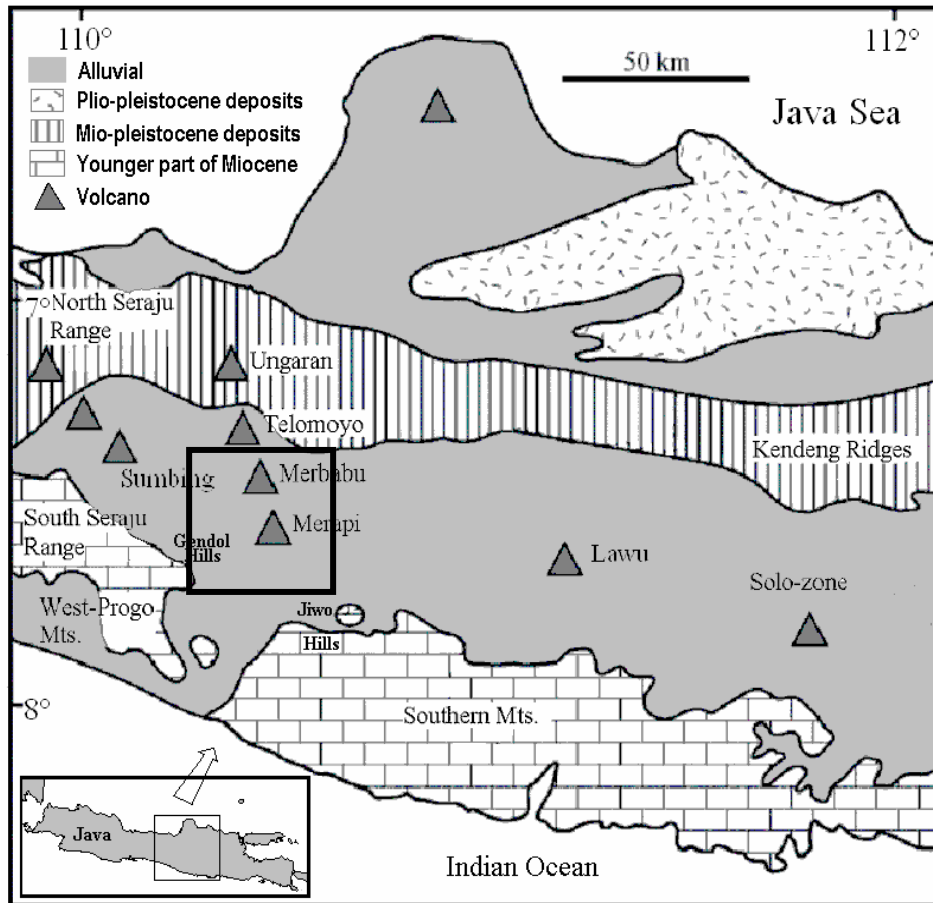 110°
112°
50 km
Alluvial
Plio-pleistocene deposits
Mio-pleistocene deposits
Younger part of Miocene
Volcano
Java Sea
7°North Seraju
Range
Ungaran
Telomoyo
Kendeng Ridges
Sumbing
Merbabu
South Seraju
Range
Merapi
Gendol
Hills
Lawu
Solo-zone
West-Progo
Mts.
Jiwo
Hills
8°
Southern Mts.
Java
Indian Ocean